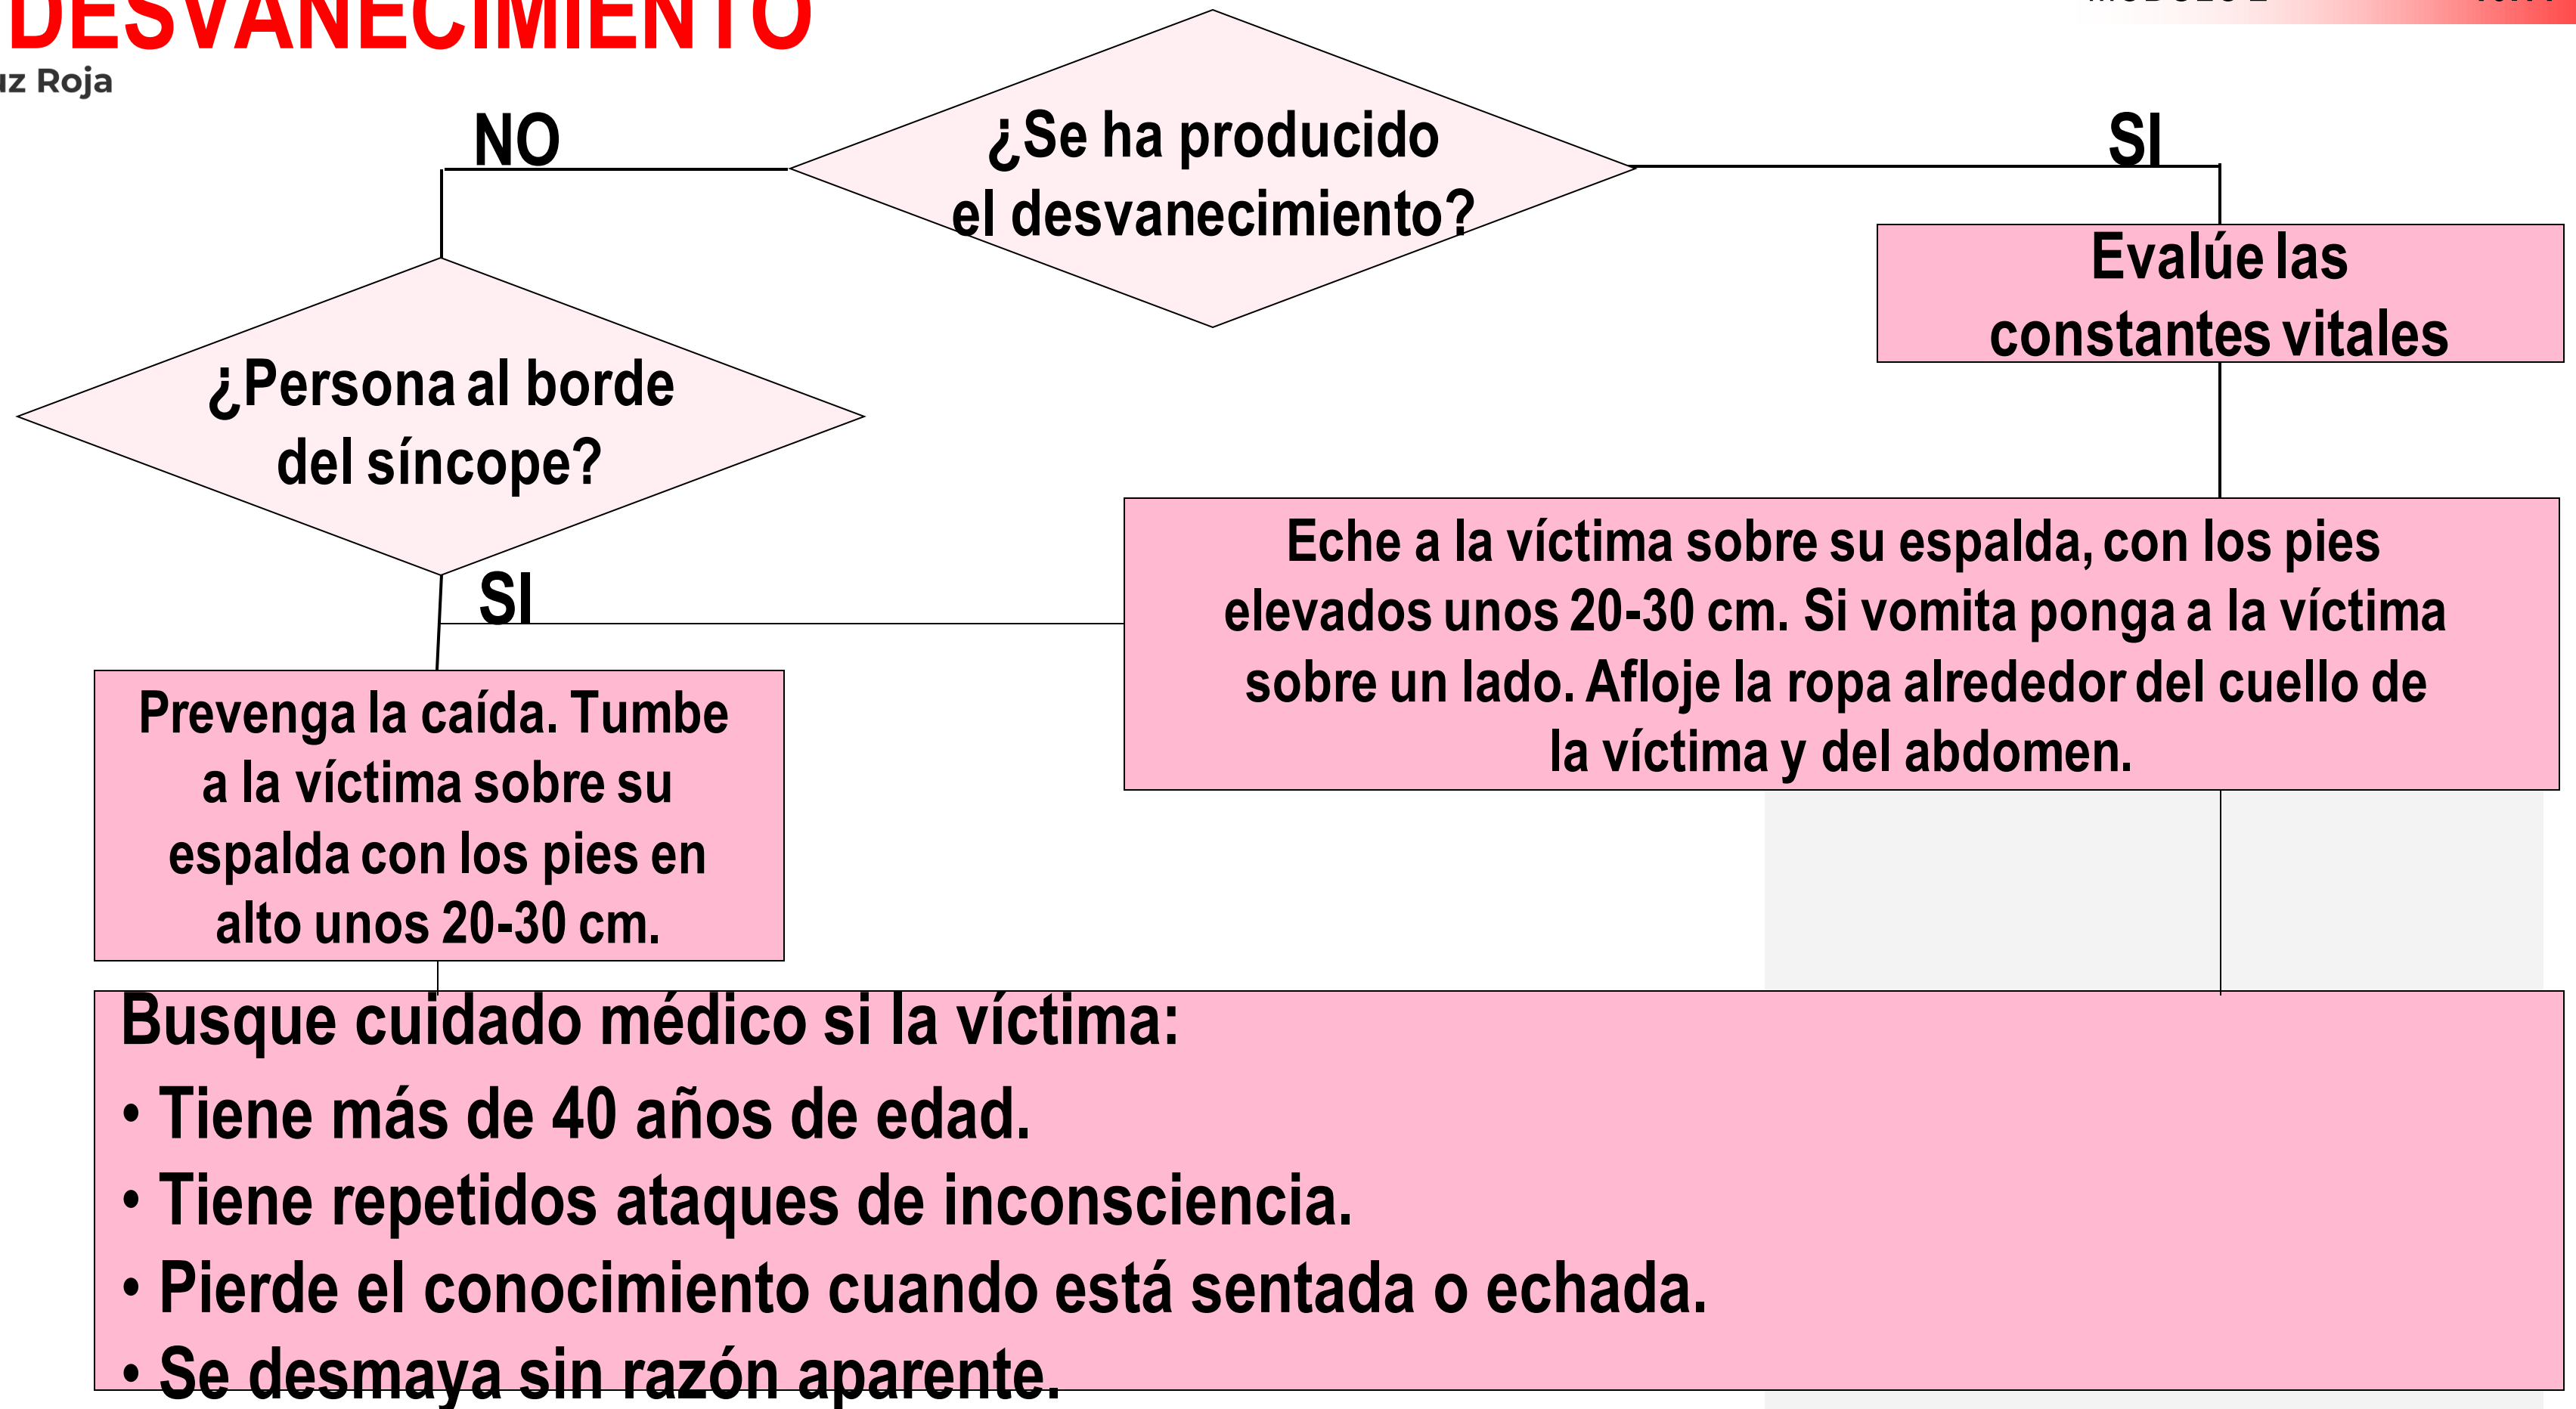 DESVANECIMIENTO
uz Roja
NO
¿Se ha producido
el desvanecimiento?
SI
Evalúe las
constantes vitales
¿Persona al borde
del síncope?
SI
Eche a la víctima sobre su espalda, con los pies
elevados unos 20-30 cm. Si vomita ponga a la víctima
sobre un lado. Afloje la ropa alrededor del cuello de
la víctima y del abdomen.
Prevenga la caída. Tumbe
a la víctima sobre su
espalda con los pies en
alto unos 20-30 cm.
Busque cuidado médico si la víctima:
• Tiene más de 40 años de edad.
• Tiene repetidos ataques de inconsciencia.
• Pierde el conocimiento cuando está sentada o echada.
• Se desmaya sin razón aparente.